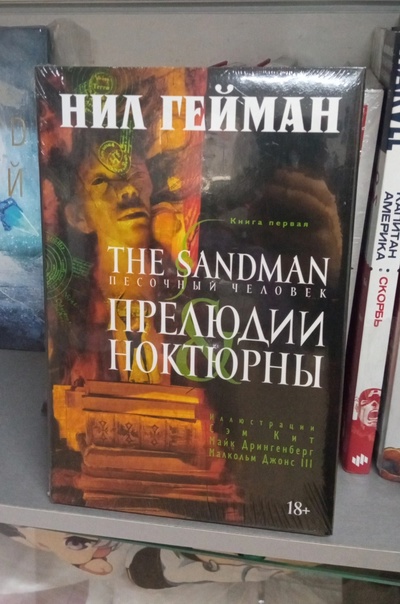 НИЛ ГЕЙМАН
Книга первая
THE SANDMAN
ПЕСОЧНЫЙ ЧЕЛОВЕК
ПРЕЛЮДИИ
&
НОКТЮРНЫ
Иллюстрации
Сэм Кит
Майк Дрингенберг
Малкольм Джонс III
18+
КАПИТАН
АМЕРИКА: СКОРБЬ